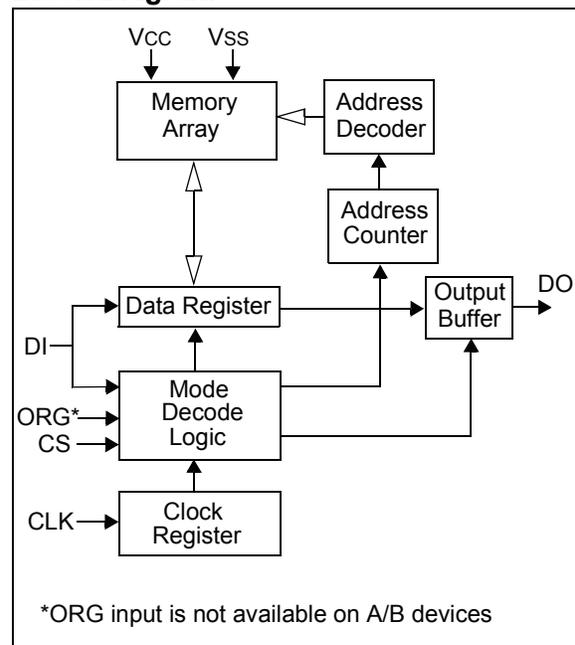 VCC
VSS
Memory
Array
Address
Decoder
Address
Counter
Data Register
Output
Buffer
DO
DI
Mode
Decode
Logic
ORG*
CS
CLK
Clock
Register
*ORG input is not available on A/B devices